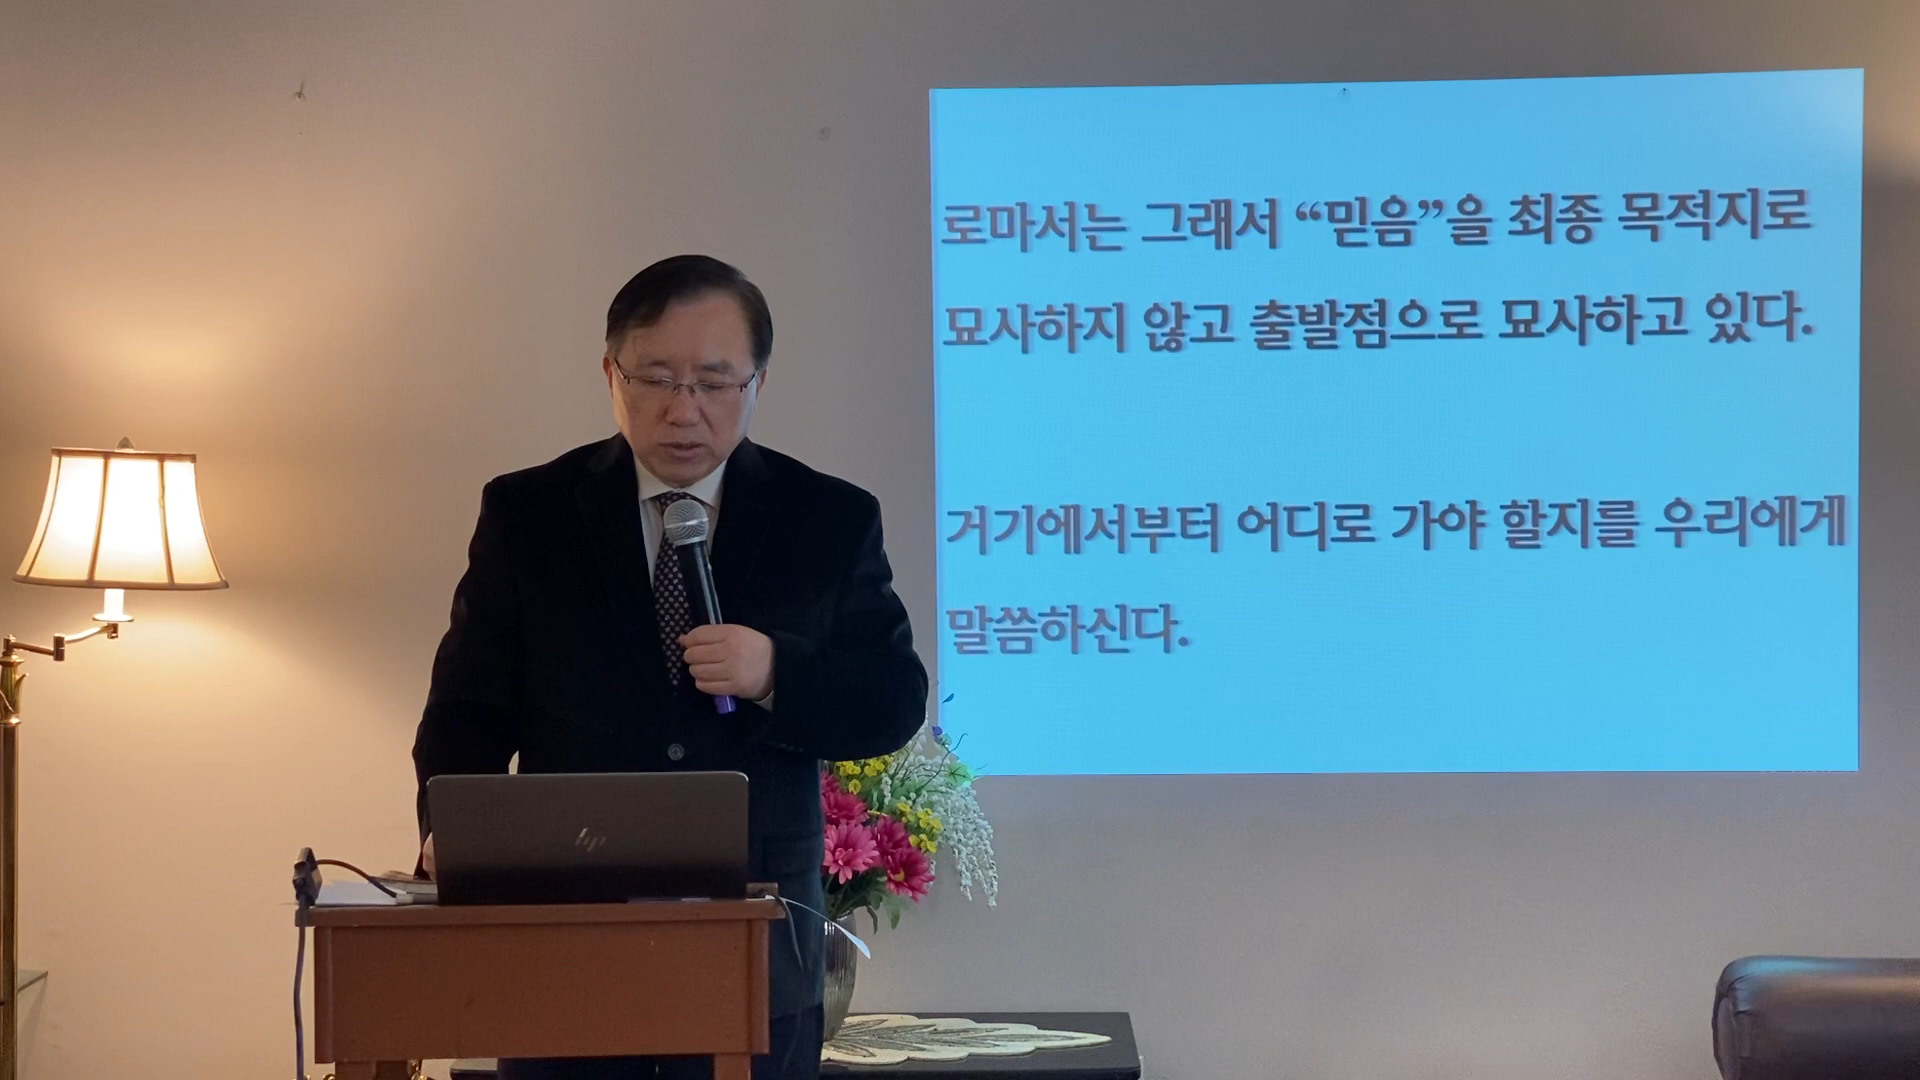 로마서는 그래서 “믿음”을 최종 목적지로
묘사하지 않고 출발점으로 묘사하고 있다.
거기에서부터 어디로 가야 할지를 우리에게
말씀하신다.
hp